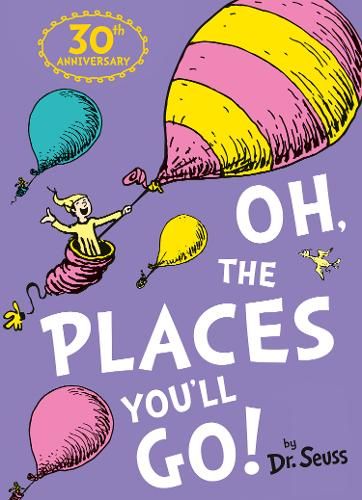 30th
ANNIVERSARY
OH,
THE
PLACES
YOU'LL
GO!
by
Dr. Seuss